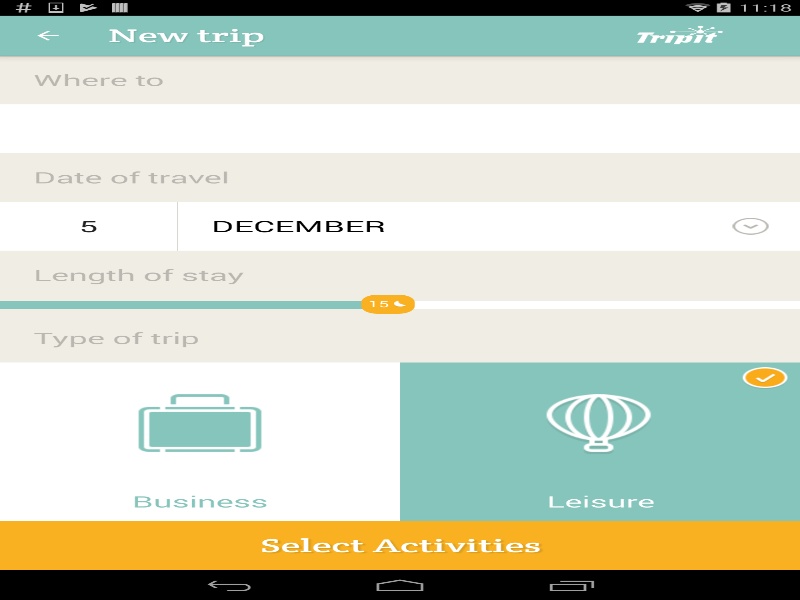 11:18
New trip
Tripit
Where to
Date of travel
5 DECEMBER
Length of stay
15
Type of trip
Business Leisure
Select Activities